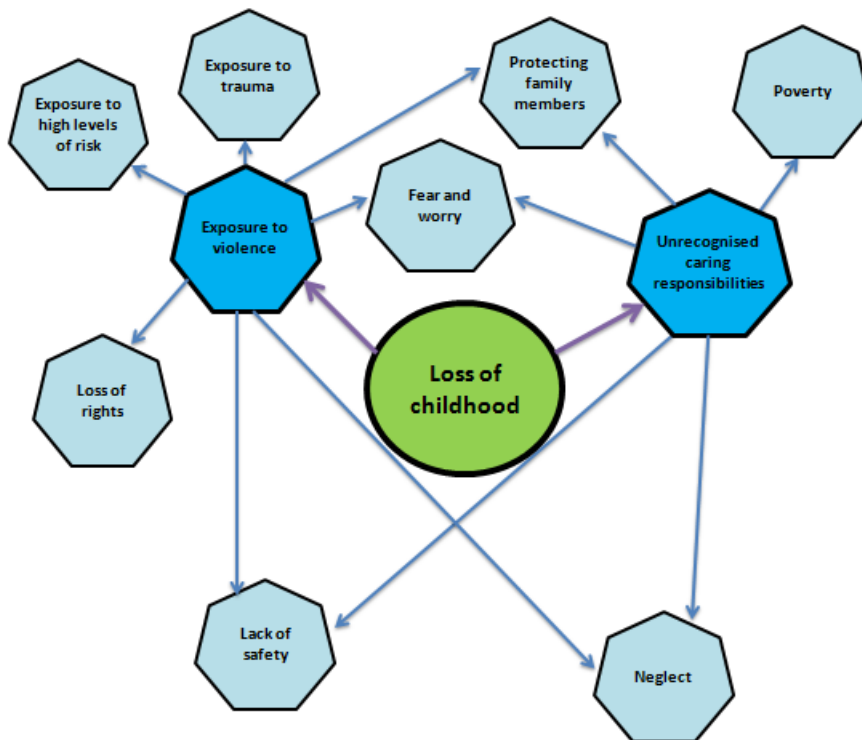 Exposure to
trauma
Protecting
family
members
Poverty
Exposure to
high levels
of risk
Fear and
worry
Exposure to
violence
Unrecognised
caring
responsibilities
Loss of
childhood
Loss of
rights
Lack of
safety
Neglect